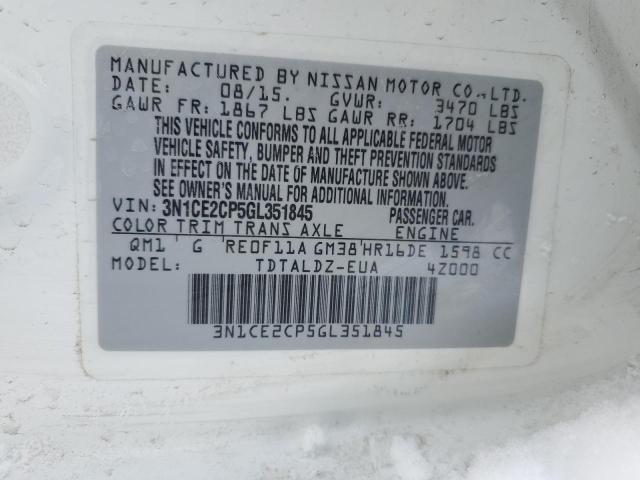 MANUFACTURED BY NISSAN MOTOR CO.,LTD.
DATE: 08/15. GVWR: 3470 LBS
GAWR FR: 1867 LBS GAWR RR: 1704 LBS
THIS VEHICLE CONFORMS TO ALL APPLICABLE FEDERAL MOTOR
VEHICLE SAFETY, BUMPER AND THEFT PREVENTION STANDARDS
IN EFFECT ON THE DATE OF MANUFACTURE SHOWN ABOVE.
SEE OWNER'S MANUAL FOR ADDITIONAL INFORMATION.
VIN: 3N1CE2CP5GL351845 PASSENGER CAR.
COLOR TRIM TRANS AXLE ENGINE
QM1 G RE0F11A GM38 HR16DE 1598 CC
MODEL: TDTALDZ-EUA 4Z000
3N1CE2CP5GL351845